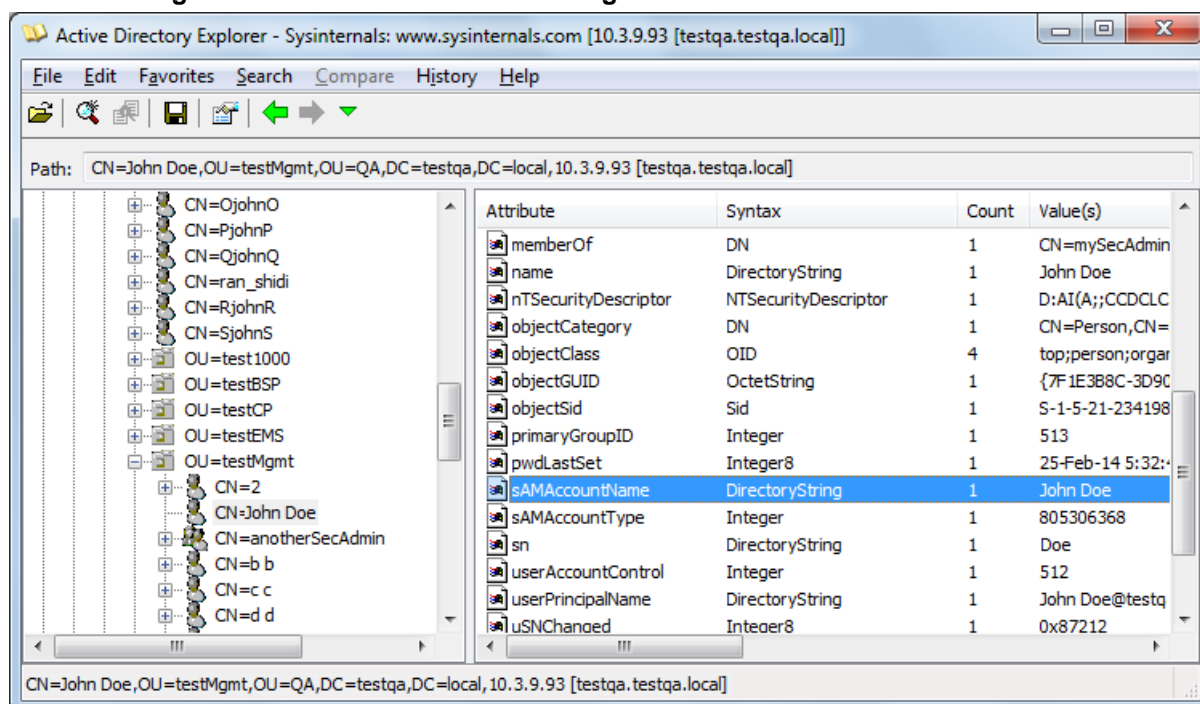 Active Directory Explorer - Sysinternals: www.sysinternals.com [10.3.9.93 [testqa.testqa.local]]
File Edit Favorites Search Compare History Help
Path: CN=John Doe,OU=testMgmt,OU=QA,DC=testqa,DC=local,10.3.9.93 [testqa.testqa.local]
CN=OjohnO
CN=PjohnP
CN=QjohnQ
CN=ran_shidi
CN=RjohnR
CN=SjohnS
OU=test1000
OU=testBSP
OU=testCP
OU=testEMS
OU=testMgmt
CN=2
CN=John Doe
CN=anotherSecAdmin
CN=b b
CN=c c
CN=d d
Attribute Syntax Count Value(s)
memberOf DN 1 CN=mySecAdmin
name DirectoryString 1 John Doe
nTSecurityDescriptor NTSecurityDescriptor 1 D:AI(A;;CCDCLC
objectCategory DN 1 CN=Person,CN=
objectClass OID 4 top;person;organ
objectGUID OctetString 1 {7F1E3B8C-3D90
objectSid Sid 1 S-1-5-21-234198
primaryGroupID Integer 1 513
pwdLastSet Integer8 1 25-Feb-14 5:32:4
sAMAccountName DirectoryString 1 John Doe
sAMAccountType Integer 1 805306368
sn DirectoryString 1 Doe
userAccountControl Integer 1 512
userPrincipalName DirectoryString 1 John Doe@testq
uSNChanged Integer8 1 0x87212
CN=John Doe,OU=testMgmt,OU=QA,DC=testqa,DC=local,10.3.9.93 [testqa.testqa.local]